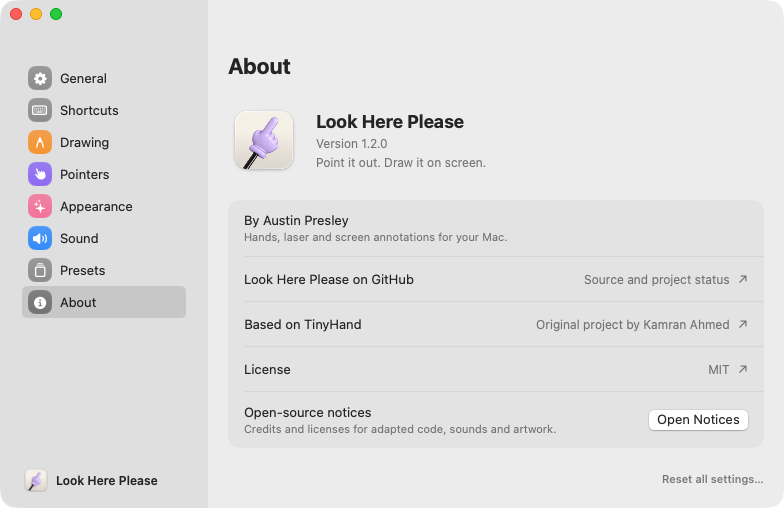 About
General
Shortcuts
Drawing
Pointers
Appearance
Sound
Presets
About
Look Here Please
Version 1.2.0
Point it out. Draw it on screen.
By Austin Presley
Hands, laser and screen annotations for your Mac.
Look Here Please on GitHub Source and project status ↗
Based on TinyHand Original project by Kamran Ahmed ↗
License MIT ↗
Open-source notices
Credits and licenses for adapted code, sounds and artwork.
Open Notices
Look Here Please
Reset all settings...